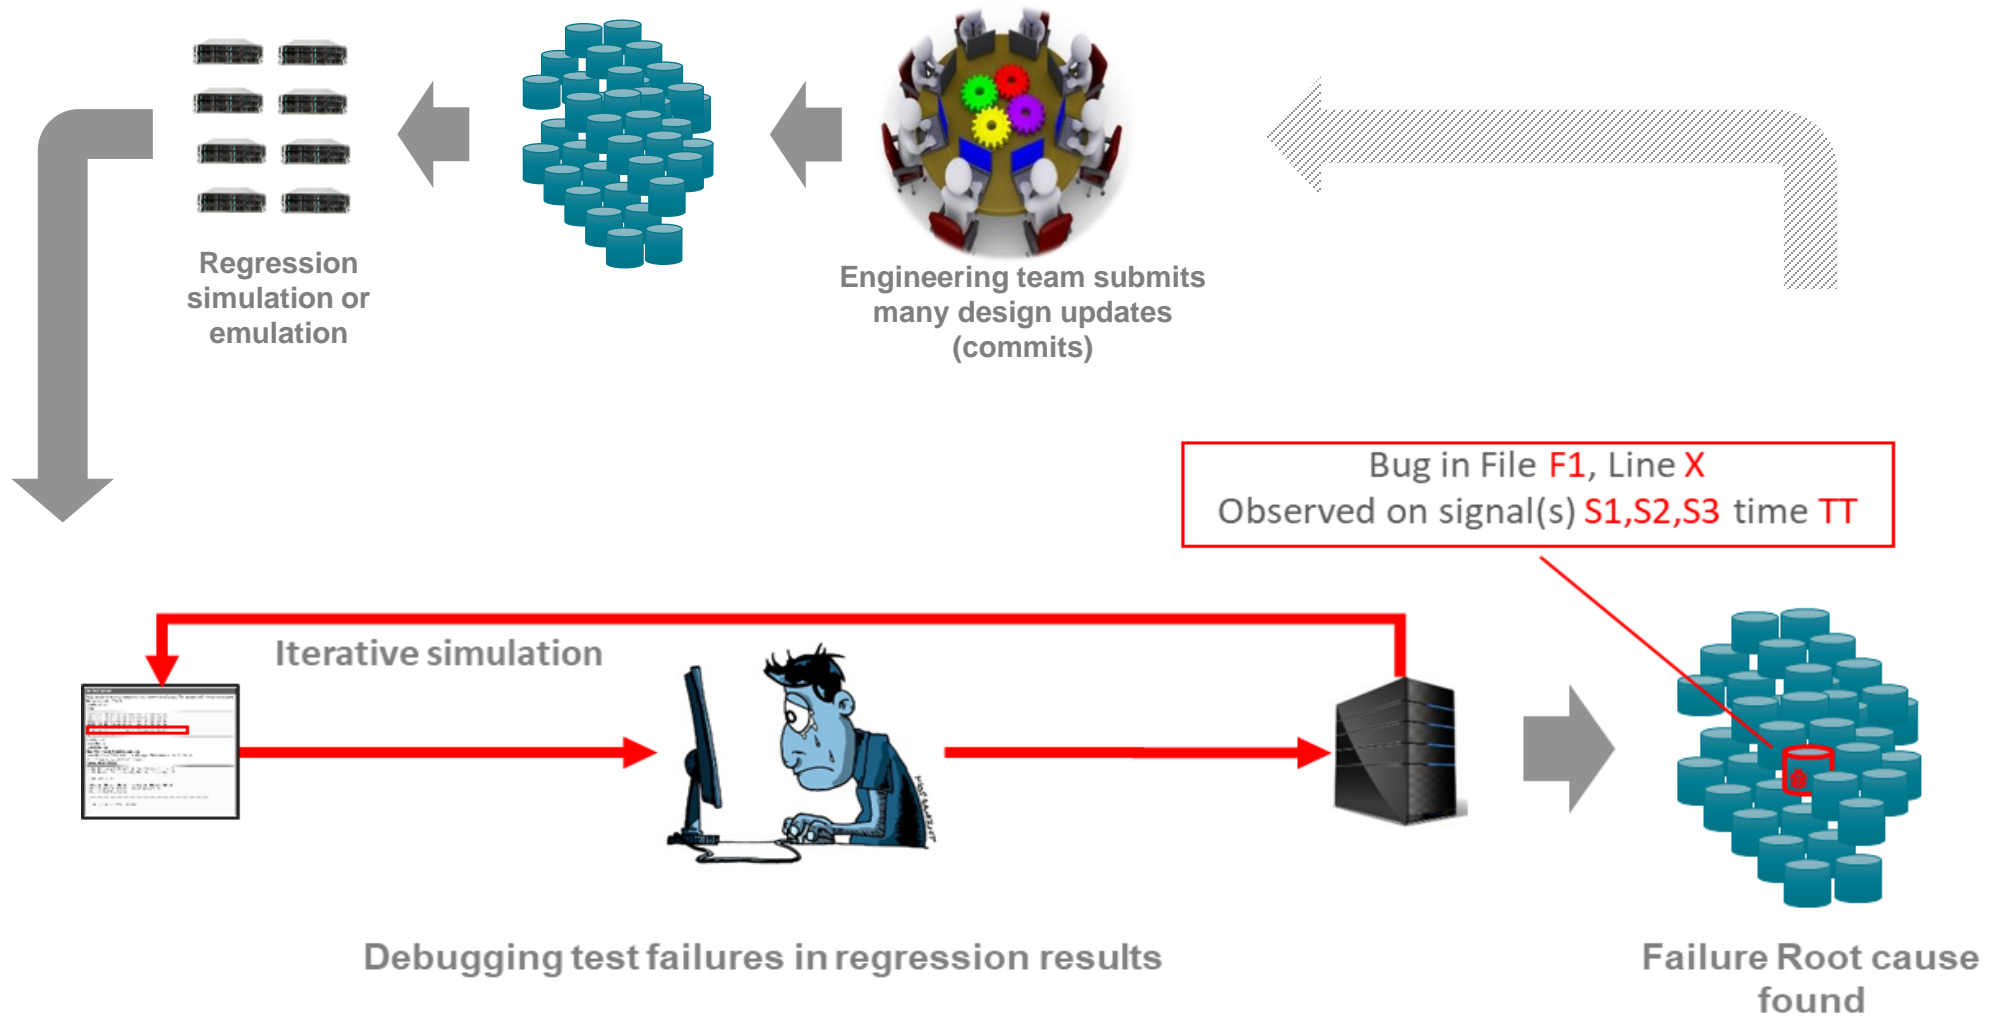 Regression
simulation or
emulation
Engineering team submits
many design updates
(commits)
Bug in File F1, Line X
Observed on signal(s) S1,S2,S3 time TT
Iterative simulation
Debugging test failures in regression results
Failure Root cause
found